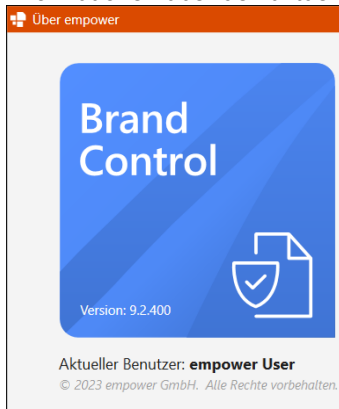 Über empower
Brand
Control
Version: 9.2.400
Aktueller Benutzer: empower User
© 2023 empower GmbH. Alle Rechte vorbehalten.